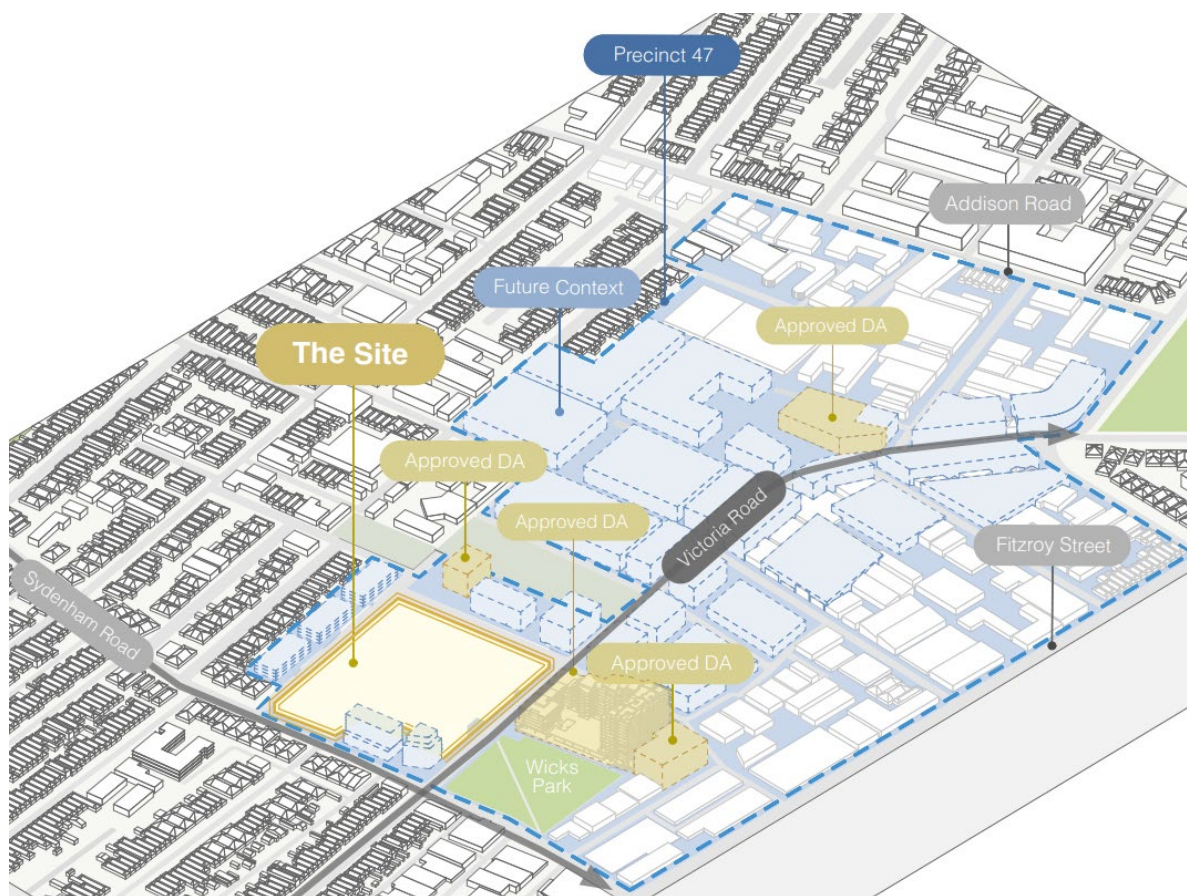 Precinct 47
Addison Road
Future Context
Approved DA
The Site
Approved DA
Approved DA
Victoria Road
Fitzroy Street
Sydenham Road
Approved DA
Wicks
Park